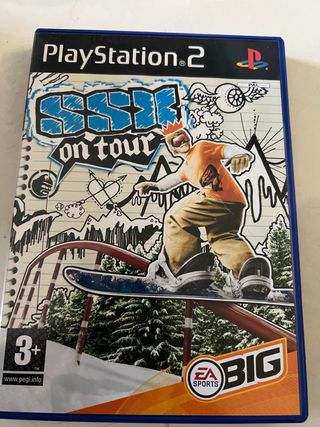 PlayStation 2
SSX
on tour
3+
www.pegi.info
EA
SPORTS
BIG